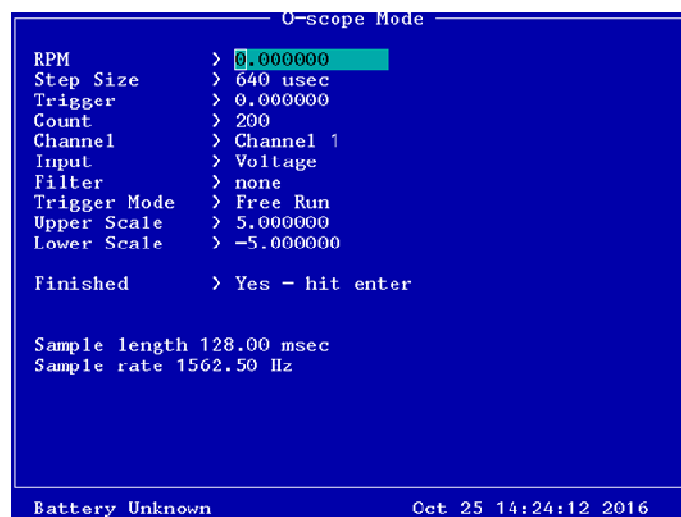 O-scope Mode
RPM > 0.000000
Step Size > 640 usec
Trigger > 0.000000
Count > 200
Channel > Channel 1
Input > Voltage
Filter > none
Trigger Mode > Free Run
Upper Scale > 5.000000
Lower Scale > -5.000000
Finished > Yes - hit enter
Sample length 128.00 msec
Sample rate 1562.50 Hz
Battery Unknown Oct 25 14:24:12 2016